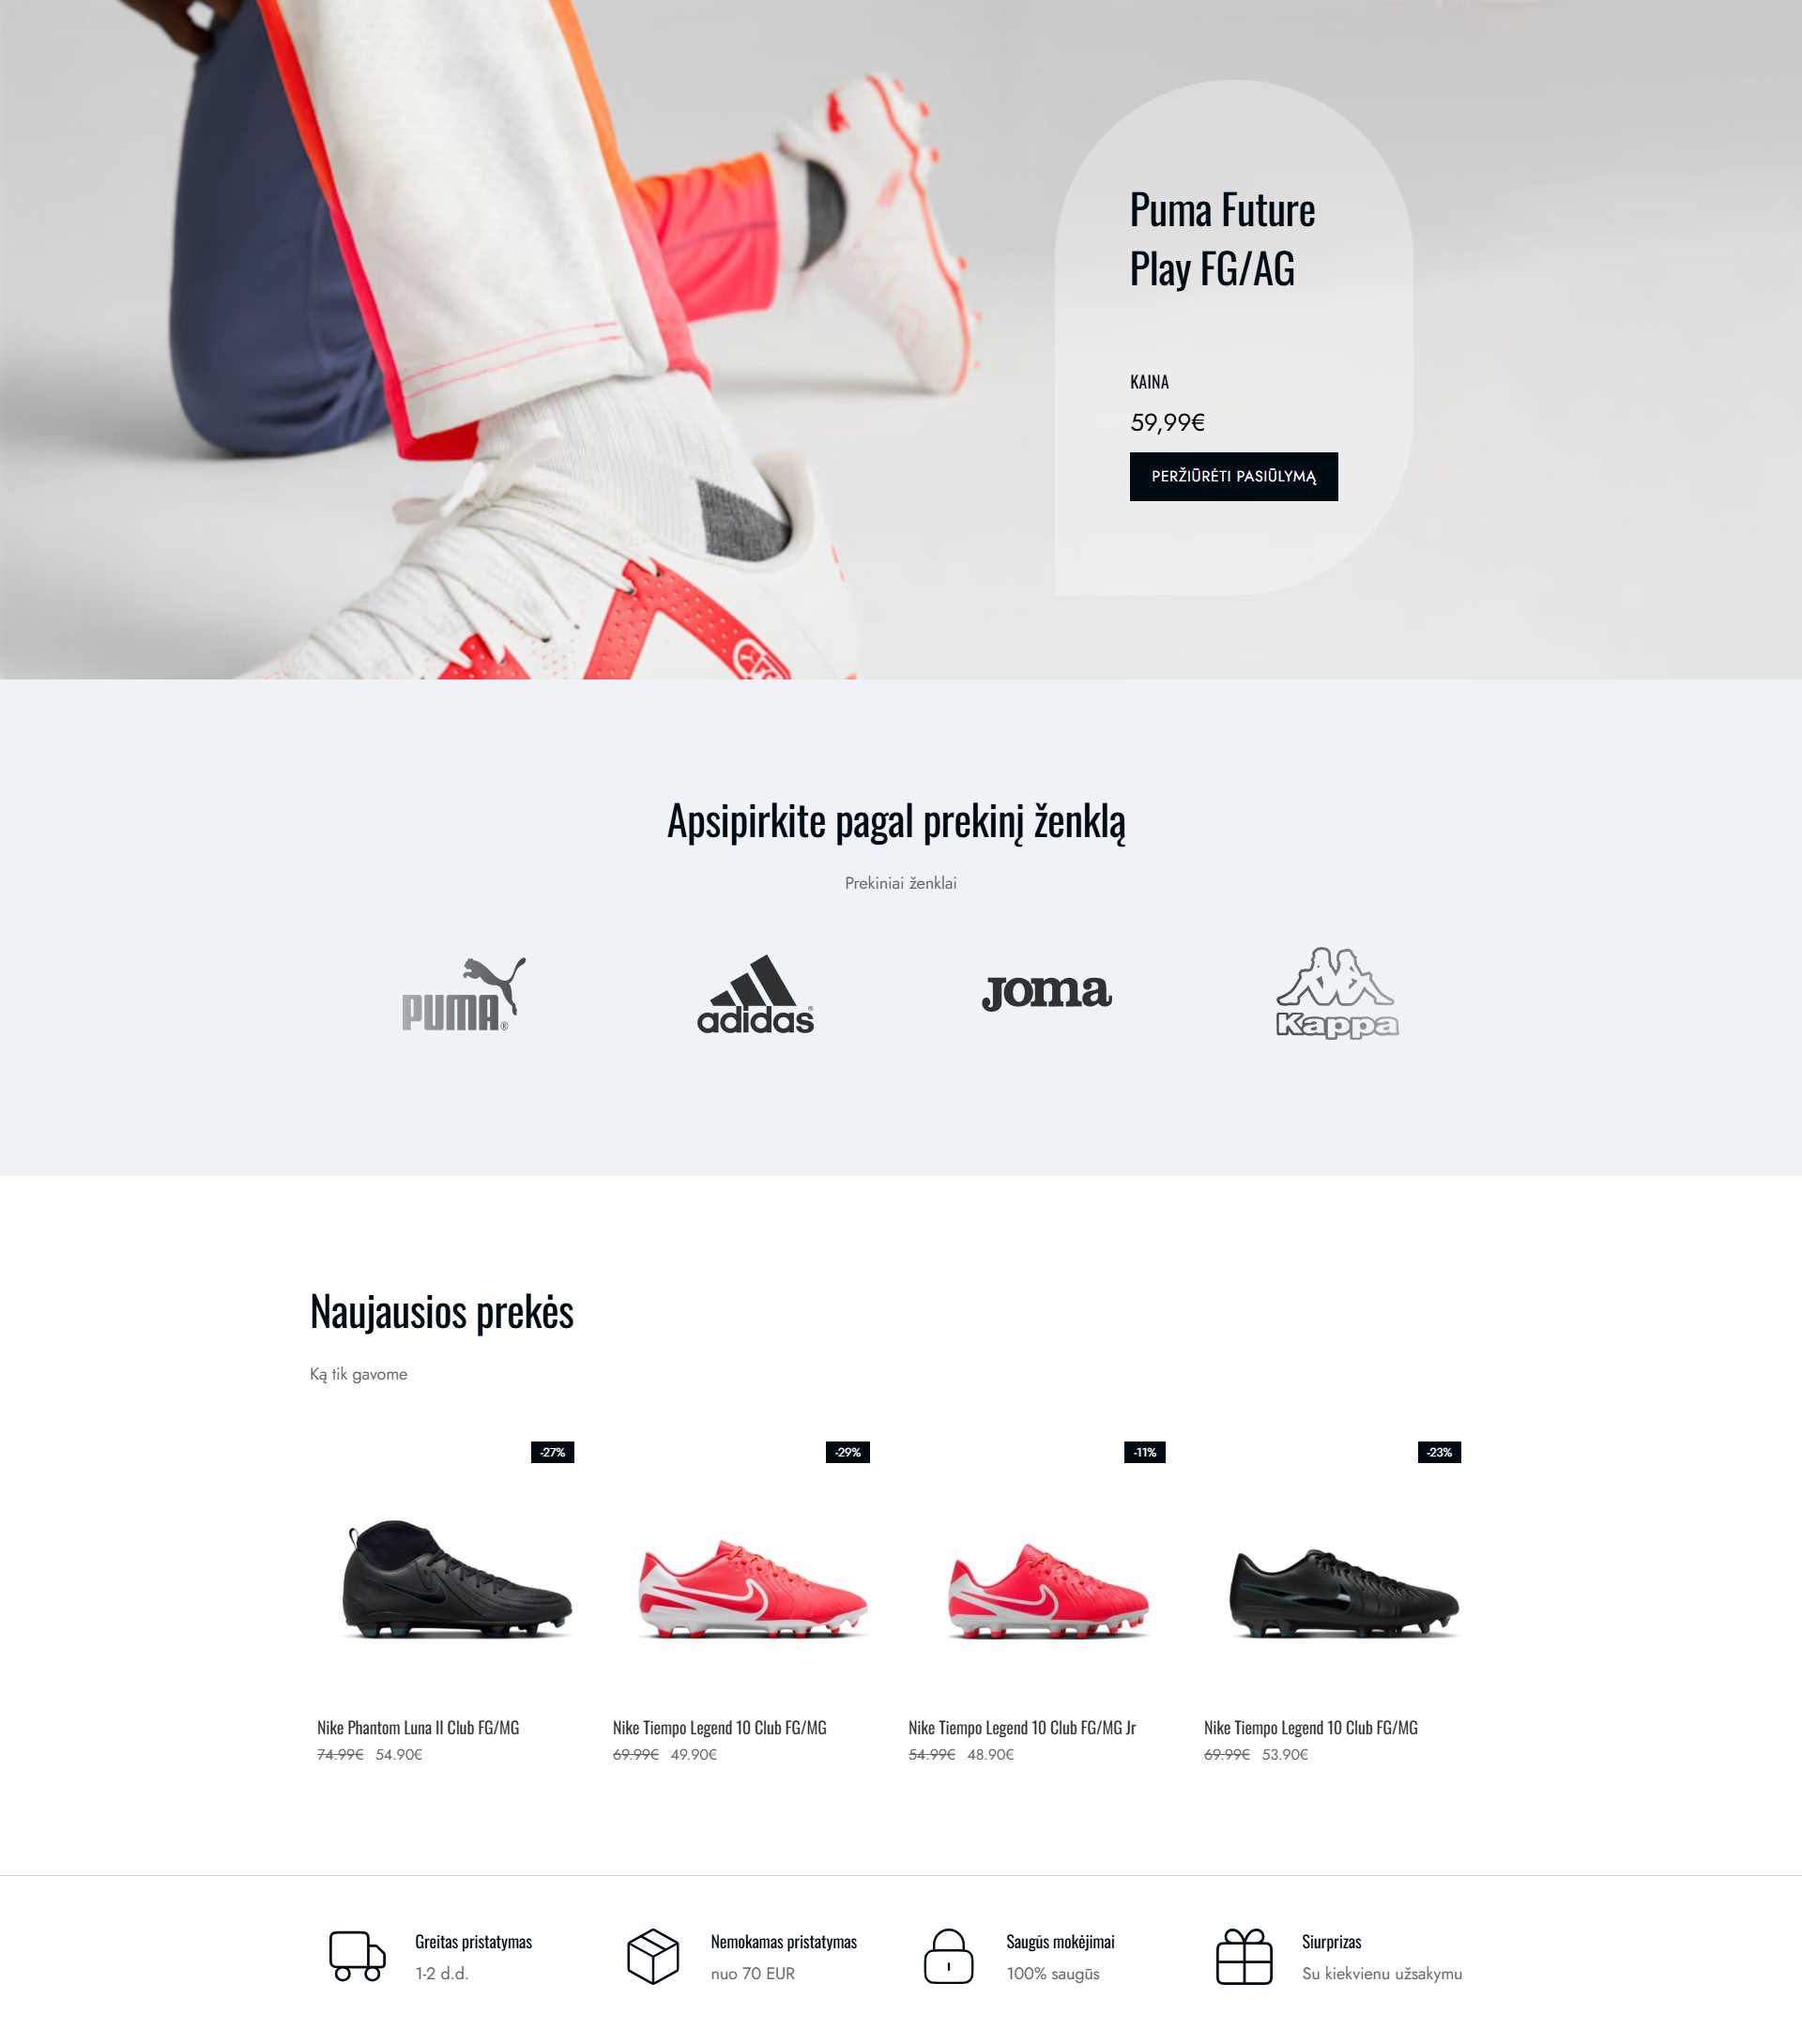 Puma Future
Play FG/AG
KAINA
59,99€
PERŽIŪRĖTI PASIŪLYMĄ
Apsipirkite pagal prekinį ženklą
Prekiniai ženklai
PUMA®
adidas®
Joma
Kappa
Naujausios prekės
Ką tik gavome
-27%
-29%
-11%
-23%
Nike Phantom Luna II Club FG/MG
74.99€ 54.90€
Nike Tiempo Legend 10 Club FG/MG
69.99€ 49.90€
Nike Tiempo Legend 10 Club FG/MG Jr
54.99€ 48.90€
Nike Tiempo Legend 10 Club FG/MG
69.99€ 53.90€
Greitas pristatymas
1-2 d.d.
Nemokamas pristatymas
nuo 70 EUR
Saugūs mokėjimai
100% saugūs
Siurprizas
Su kiekvienu užsakymu